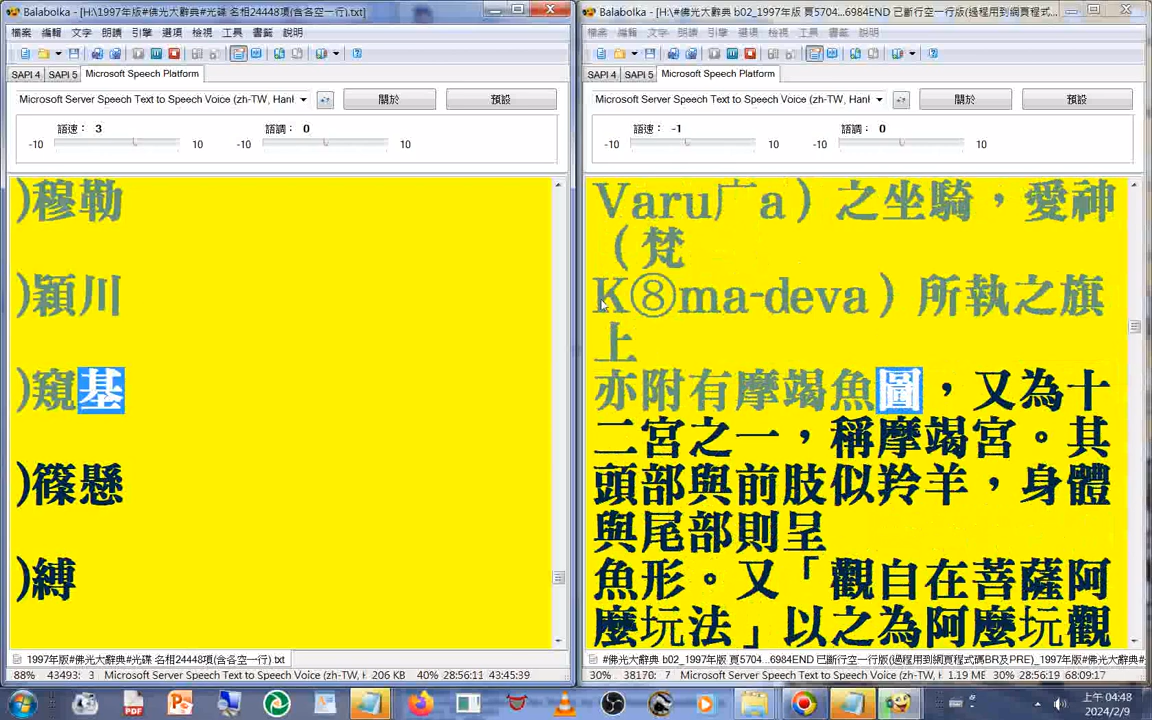 Balabolka - [H:\1997年版#佛光大辭典#光碟 名相24448項(含各空一行).txt]
檔案 編輯 文字 朗讀 引擎 選項 檢視 工具 書籤 說明
SAPI 4 SAPI 5 Microsoft Speech Platform
Microsoft Server Speech Text to Speech Voice (zh-TW, Hanl
關於
預設
語速： 3
語調： 0
-10 10 -10 10
)穆勒
)穎川
)窺基
)篠懸
)縛
1997年版#佛光大辭典#光碟 名相24448項(含各空一行).txt
88% 43493: 3 Microsoft Server Speech Text to Speech Voice (zh-TW, H 206 KB 40% 28:56:11 43:45:39
Balabolka - [H:\#佛光大辭典 b02_1997年版 頁5704...6984END 已斷行空一行版(過程用到網頁程式...
檔案 編輯 文字 朗讀 引擎 選項 檢視 工具 書籤 說明
SAPI 4 SAPI 5 Microsoft Speech Platform
Microsoft Server Speech Text to Speech Voice (zh-TW, Hanl
關於
預設
語速： -1
語調： 0
-10 10 -10 10
Varu广a）之坐騎，愛神
（梵
K⑧ma-deva）所執之旗
上
亦附有摩竭魚圖，又為十
二宮之一，稱摩竭宮。其
頭部與前肢似羚羊，身體
與尾部則呈
魚形。又「觀自在菩薩阿
麼玩法」以之為阿麼玩觀
#佛光大辭典 b02_1997年版 頁5704...6984END 已斷行空一行版(過程用到網頁程式碼BR及PRE)_1997年版#佛光大辭典#
30% 38170: 7 Microsoft Server Speech Text to Speech Voice (zh-TW, H 1.19 ME 30% 28:56:19 68:09:17
上午 04:48
2024/2/9